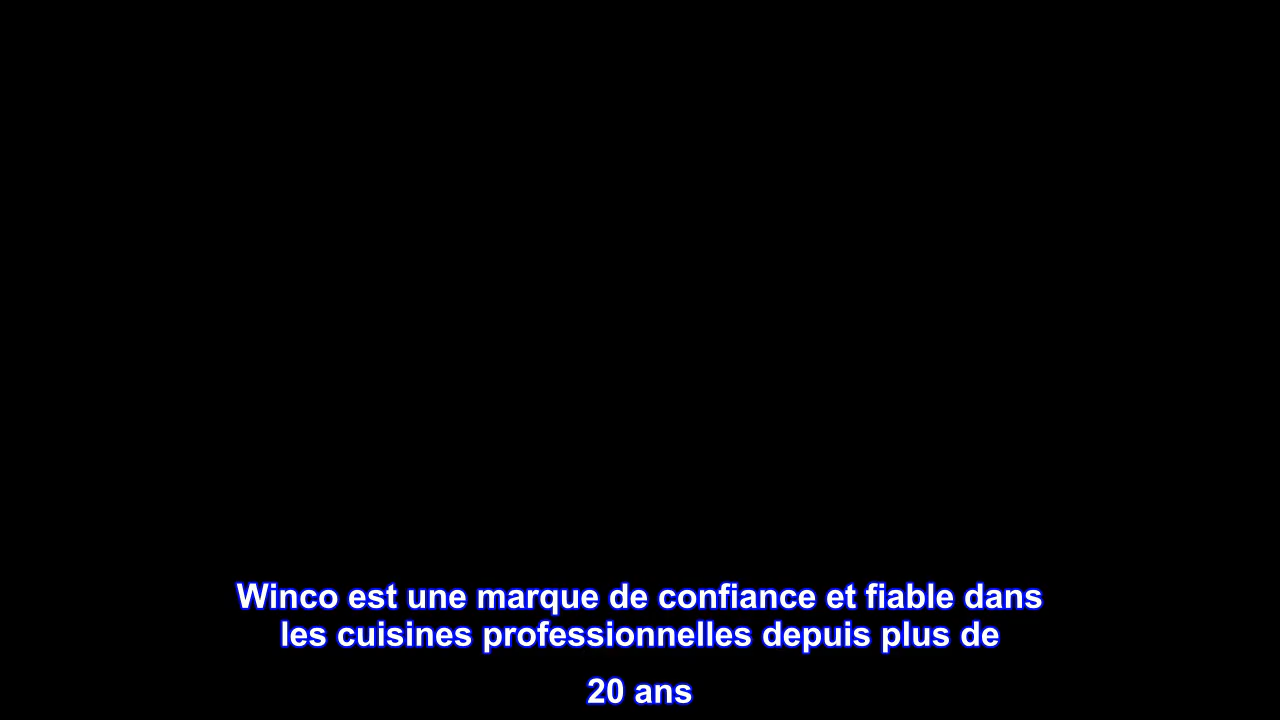 Winco est une marque de confiance et fiable dans
les cuisines professionnelles depuis plus de
20 ans